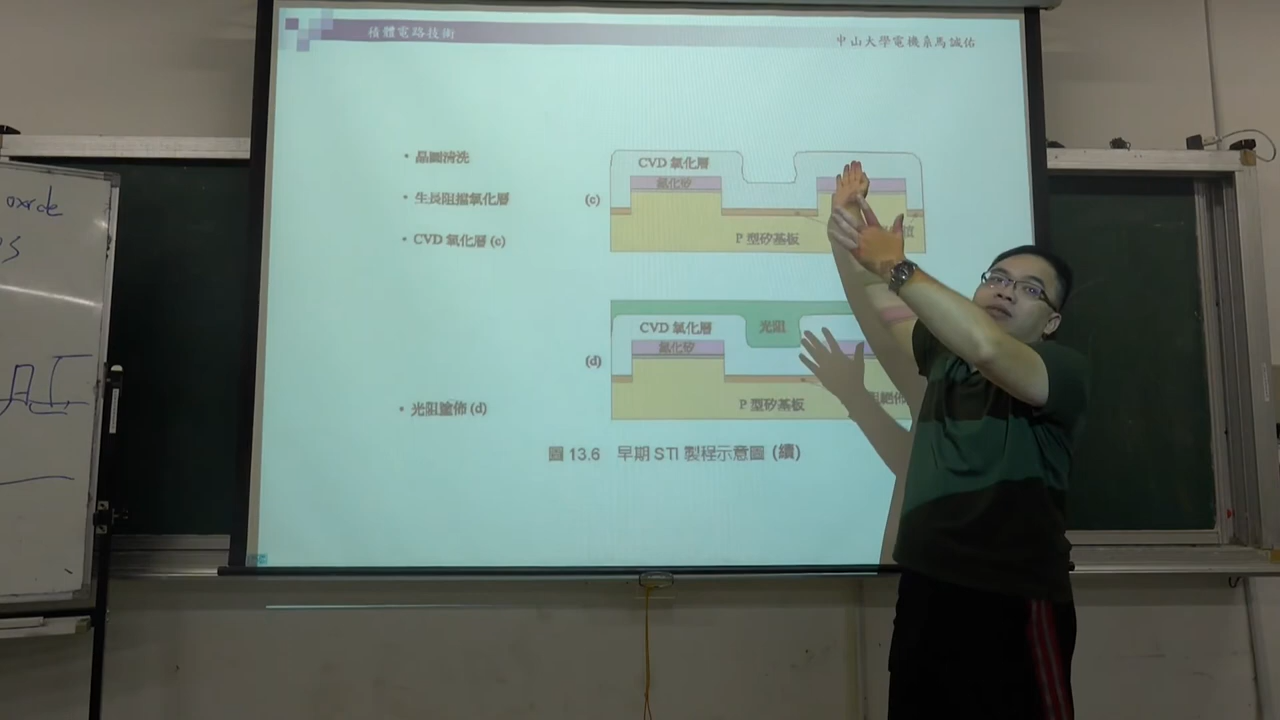 積體電路技術
中山大學電機系馬誠佑
• 晶圓清洗
• 生長阻擋氧化層
• CVD 氧化層 (c)
(c)
CVD 氧化層
氮化矽
P 型矽基板
(d)
CVD 氧化層
光阻
氮化矽
P 型矽基板
• 光阻塗佈 (d)
圖 13.6 早期 STI 製程示意圖 (續)
oxide